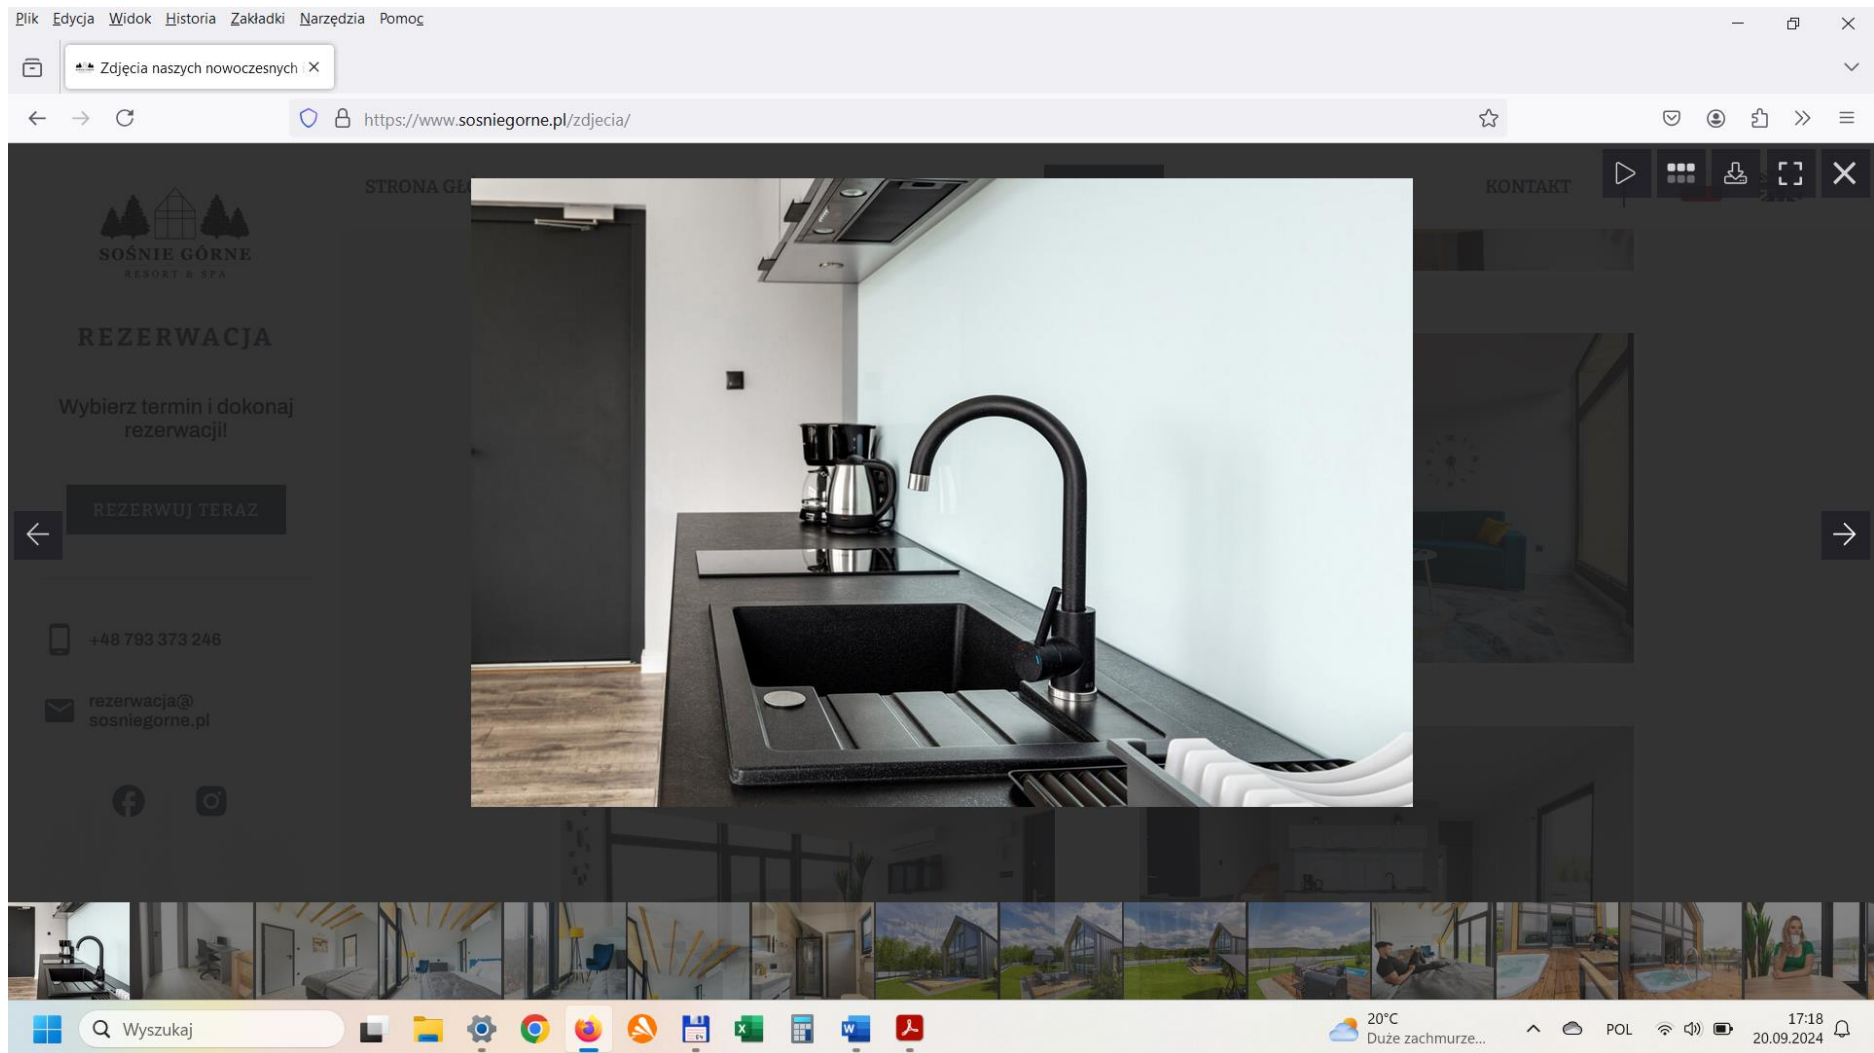 Plik Edycja Widok Historia Zakładki Narzędzia Pomoc
Zdjęcia naszych nowoczesnych
https://www.sosniegorne.pl/zdjecia/
STRONA GŁ
KONTAKT
SOŚNIE GÓRNE
RESORT & SPA
REZERWACJA
Wybierz termin i dokonaj
rezerwacji!
REZERWUJ TERAZ
+48 793 373 246
rezerwacja@
sosniegorne.pl
Wyszukaj
20°C
Duże zachmurze...
POL
17:18
20.09.2024